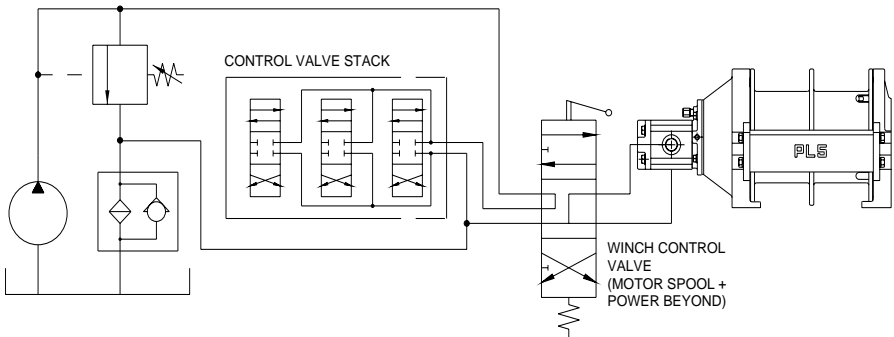 CONTROL VALVE STACK
PLS
WINCH CONTROL
VALVE
(MOTOR SPOOL +
POWER BEYOND)